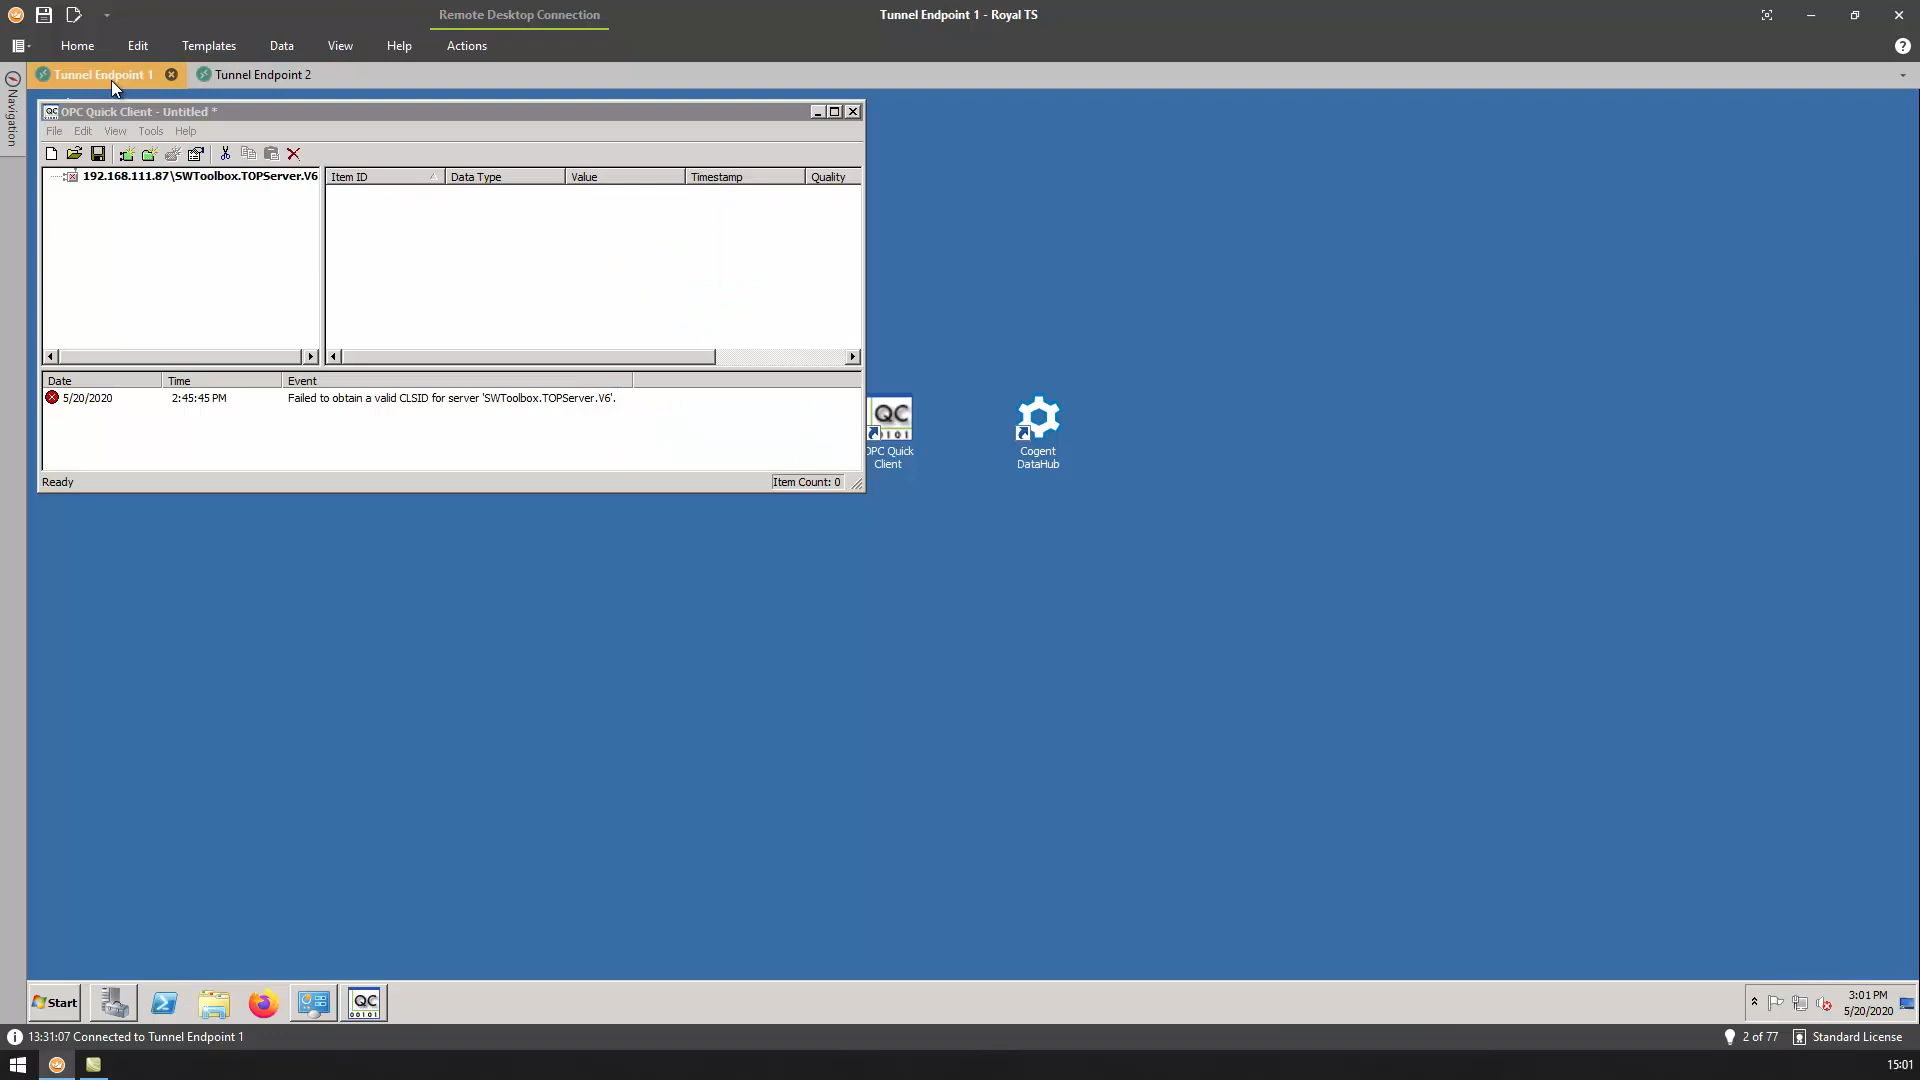 Remote Desktop Connection
Tunnel Endpoint 1 - Royal TS
Home Edit Templates Data View Help Actions
?
Tunnel Endpoint 1
Tunnel Endpoint 2
Navigation
QC OPC Quick Client - Untitled *
File Edit View Tools Help
192.168.111.87\SWToolbox.TOPServer.V6
Item ID Data Type Value Timestamp Quality
Date Time Event
5/20/2020 2:45:45 PM Failed to obtain a valid CLSID for server 'SWToolbox.TOPServer.V6'.
Ready
Item Count: 0
QC
OPC Quick
Client
Cogent
DataHub
Start
QC
00101
3:01 PM
5/20/2020
13:31:07 Connected to Tunnel Endpoint 1
2 of 77
Standard License
15:01